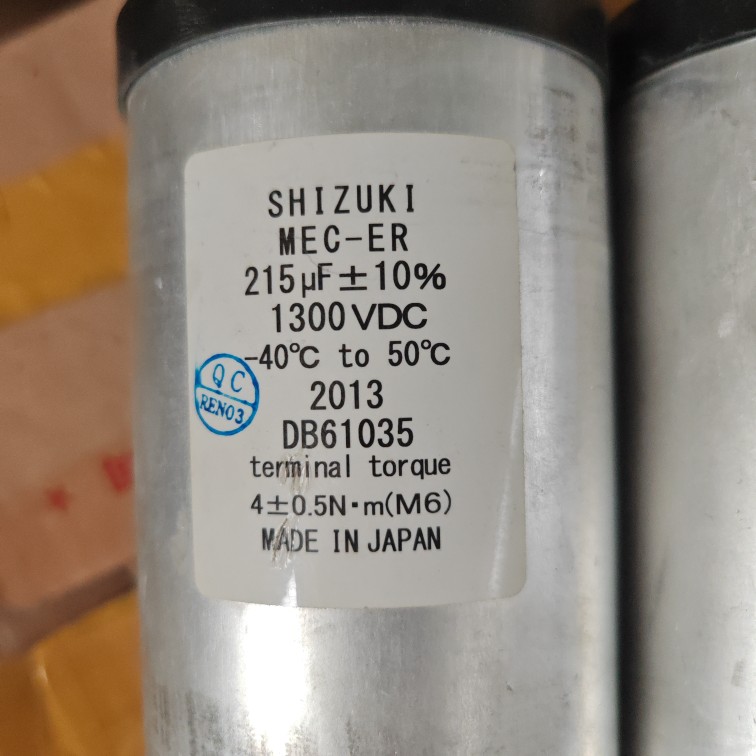 SHIZUKI
MEC-ER
215μF±10%
1300VDC
-40℃ to 50℃
QC
REN03
2013
DB61035
terminal torque
4±0.5N・m(M6)
MADE IN JAPAN